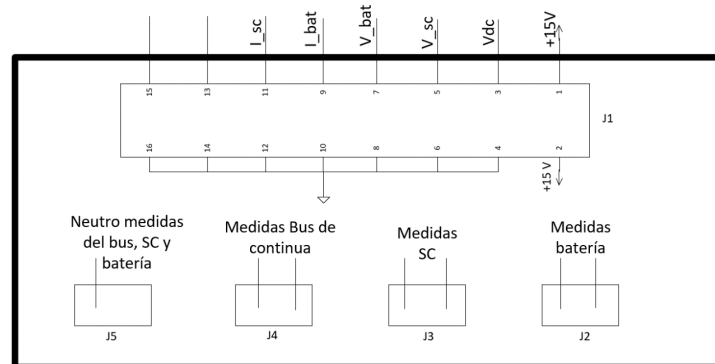 I_sc
I_bat
V_bat
V_sc
Vdc
+15V
15 13 11 9 7 5 3 1
J1
16 14 12 10 8 6 4 2
+15 V
Neutro medidas
del bus, SC y
batería
Medidas Bus de
continua
Medidas
SC
Medidas
batería
J5
J4
J3
J2